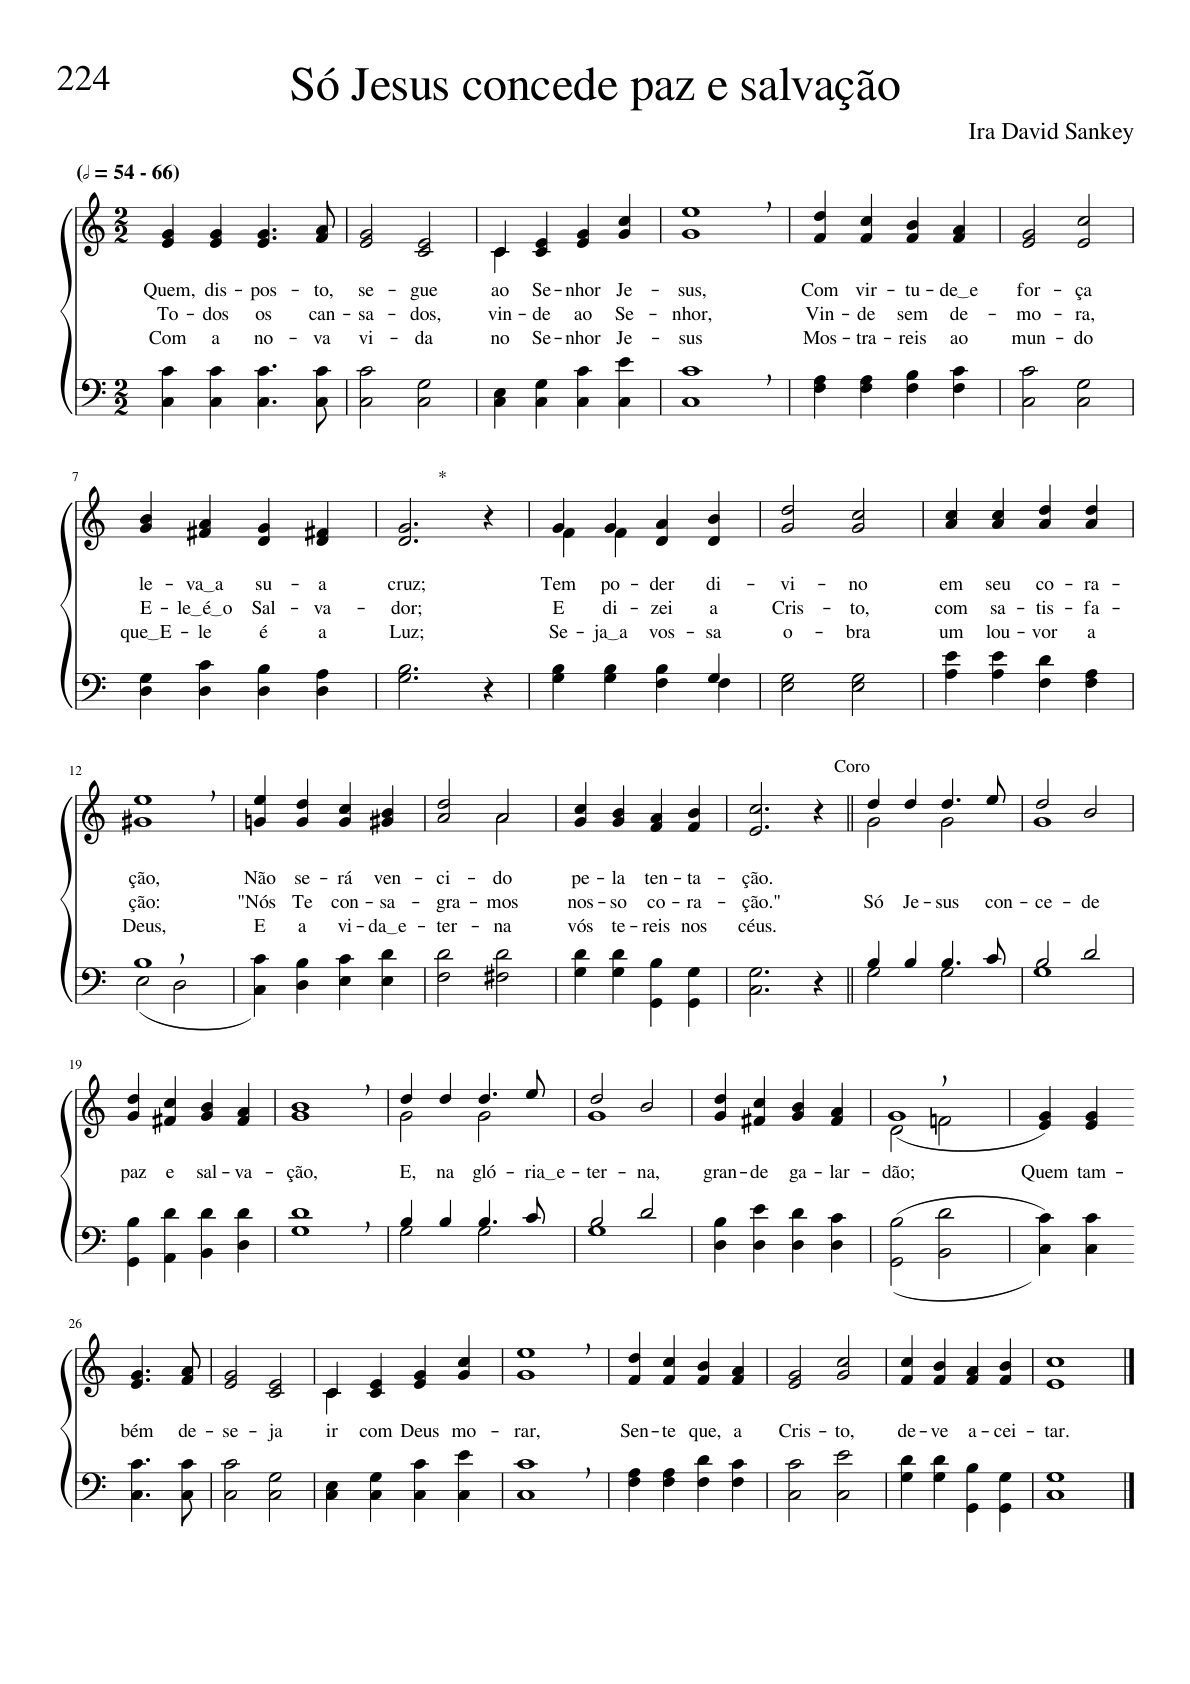 224
Só Jesus concede paz e salvação
Ira David Sankey
(𝅗𝅥 = 54 - 66)
Quem, dis - pos - to, se - gue ao Se - nhor Je - sus, Com vir - tu - de‿e for - ça
To - dos os can - sa - dos, vin - de ao Se - nhor, Vin - de sem de - mo - ra,
Com a no - va vi - da no Se - nhor Je - sus Mos - tra - reis ao mun - do
7
*
le - va‿a su - a cruz; Tem po - der di - vi - no em seu co - ra -
E - le‿é‿o Sal - va - dor; E di - zei a Cris - to, com sa - tis - fa -
que‿E - le é a Luz; Se - ja‿a vos - sa o - bra um lou - vor a
12
Coro
ção, Não se - rá ven - ci - do pe - la ten - ta - ção.
ção: "Nós Te con - sa - gra - mos nos - so co - ra - ção." Só Je - sus con - ce - de
Deus, E a vi - da‿e - ter - na vós te - reis nos céus.
19
paz e sal - va - ção, E, na gló - ria‿e - ter - na, gran - de ga - lar - dão; Quem tam -
26
bém de - se - ja ir com Deus mo - rar, Sen - te que, a Cris - to, de - ve a - cei - tar.